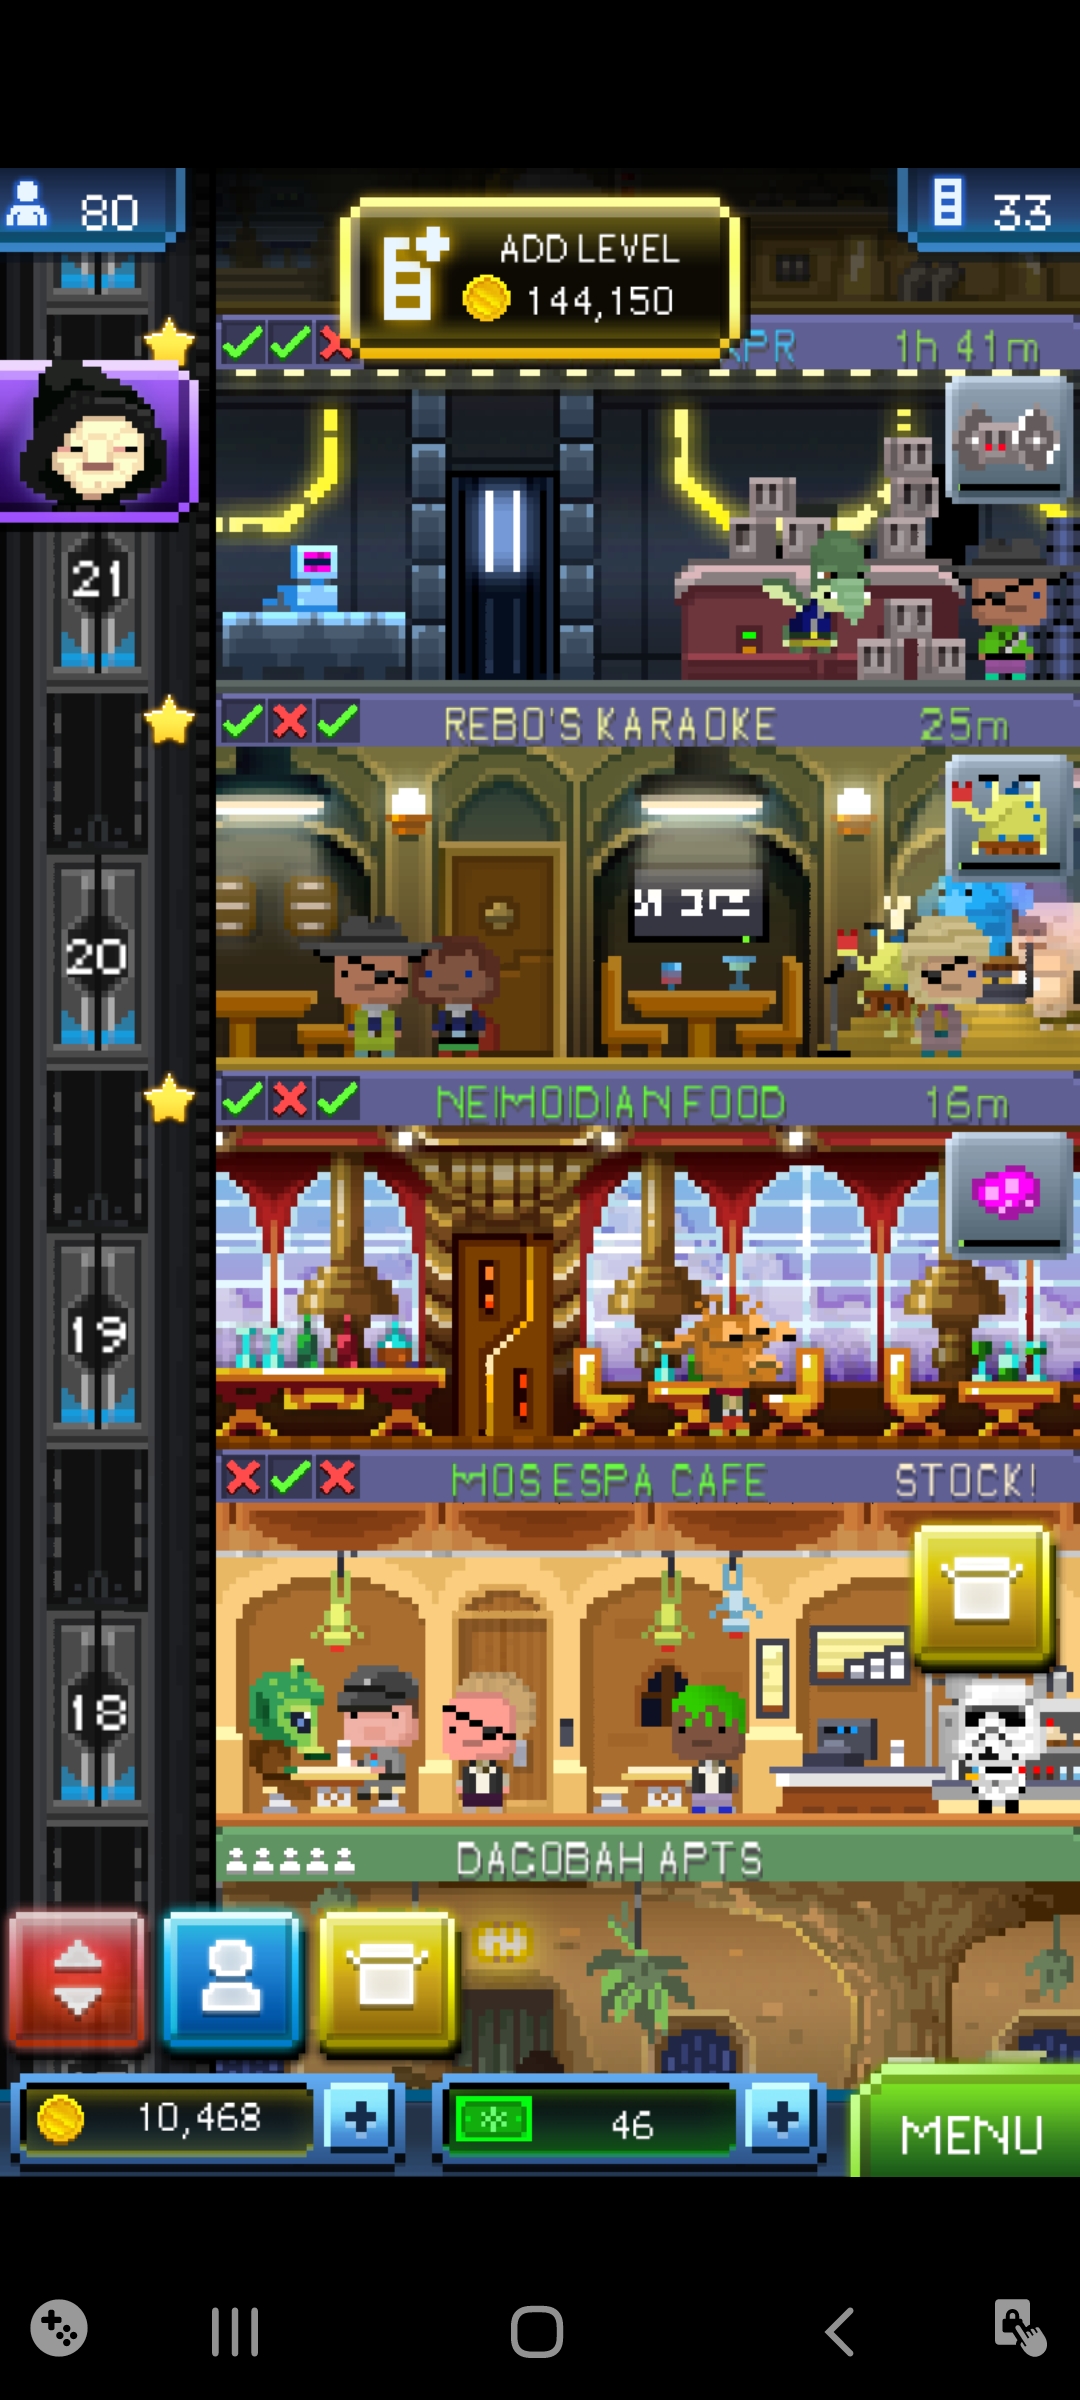 80
33
ADD LEVEL
144,150
1h 41m
21
REBO'S KARAOKE
25m
20
NEIMOIDIAN FOOD
16m
19
MOS ESPA CAFE
STOCK!
18
DAGOBAH APTS
10,468
46
MENU